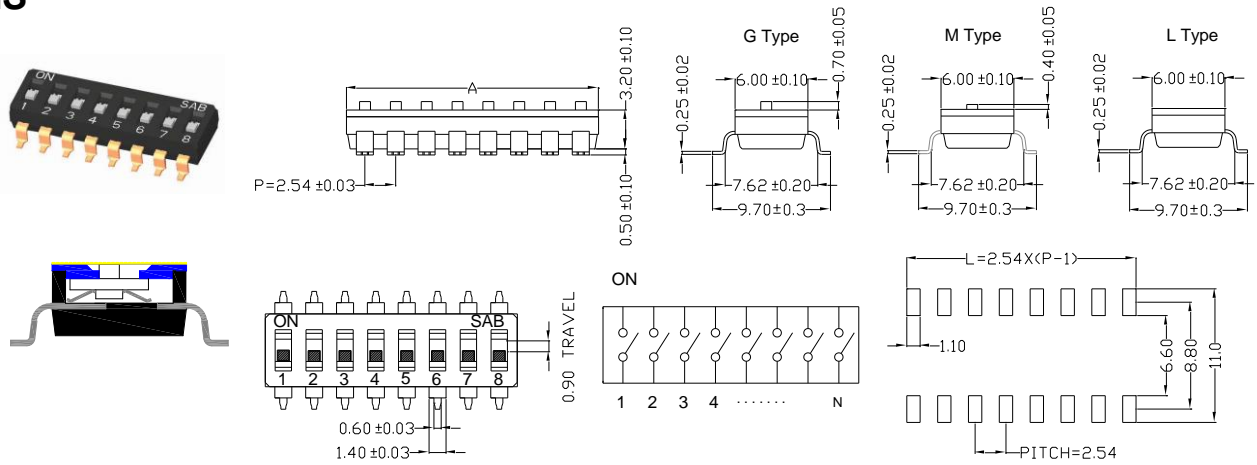 ON
SAB
1 2 3 4 5 6 7 8
A
3.20 ±0.10
P=2.54 ±0.03
0.50 ±0.10
G Type
0.25 ±0.02
6.00 ±0.10
0.70 ±0.05
7.62 ±0.20
9.70±0.3
M Type
0.25 ±0.02
6.00 ±0.10
0.40 ±0.05
7.62 ±0.20
9.70±0.3
L Type
0.25 ±0.02
6.00 ±0.10
7.62 ±0.20
9.70±0.3
ON SAB
1 2 3 4 5 6 7 8
0.90 TRAVEL
0.60 ±0.03
1.40 ±0.03
ON
1 2 3 4 ······· N
L=2.54X(P-1)
1.10
6.60
8.80
11.0
PITCH=2.54